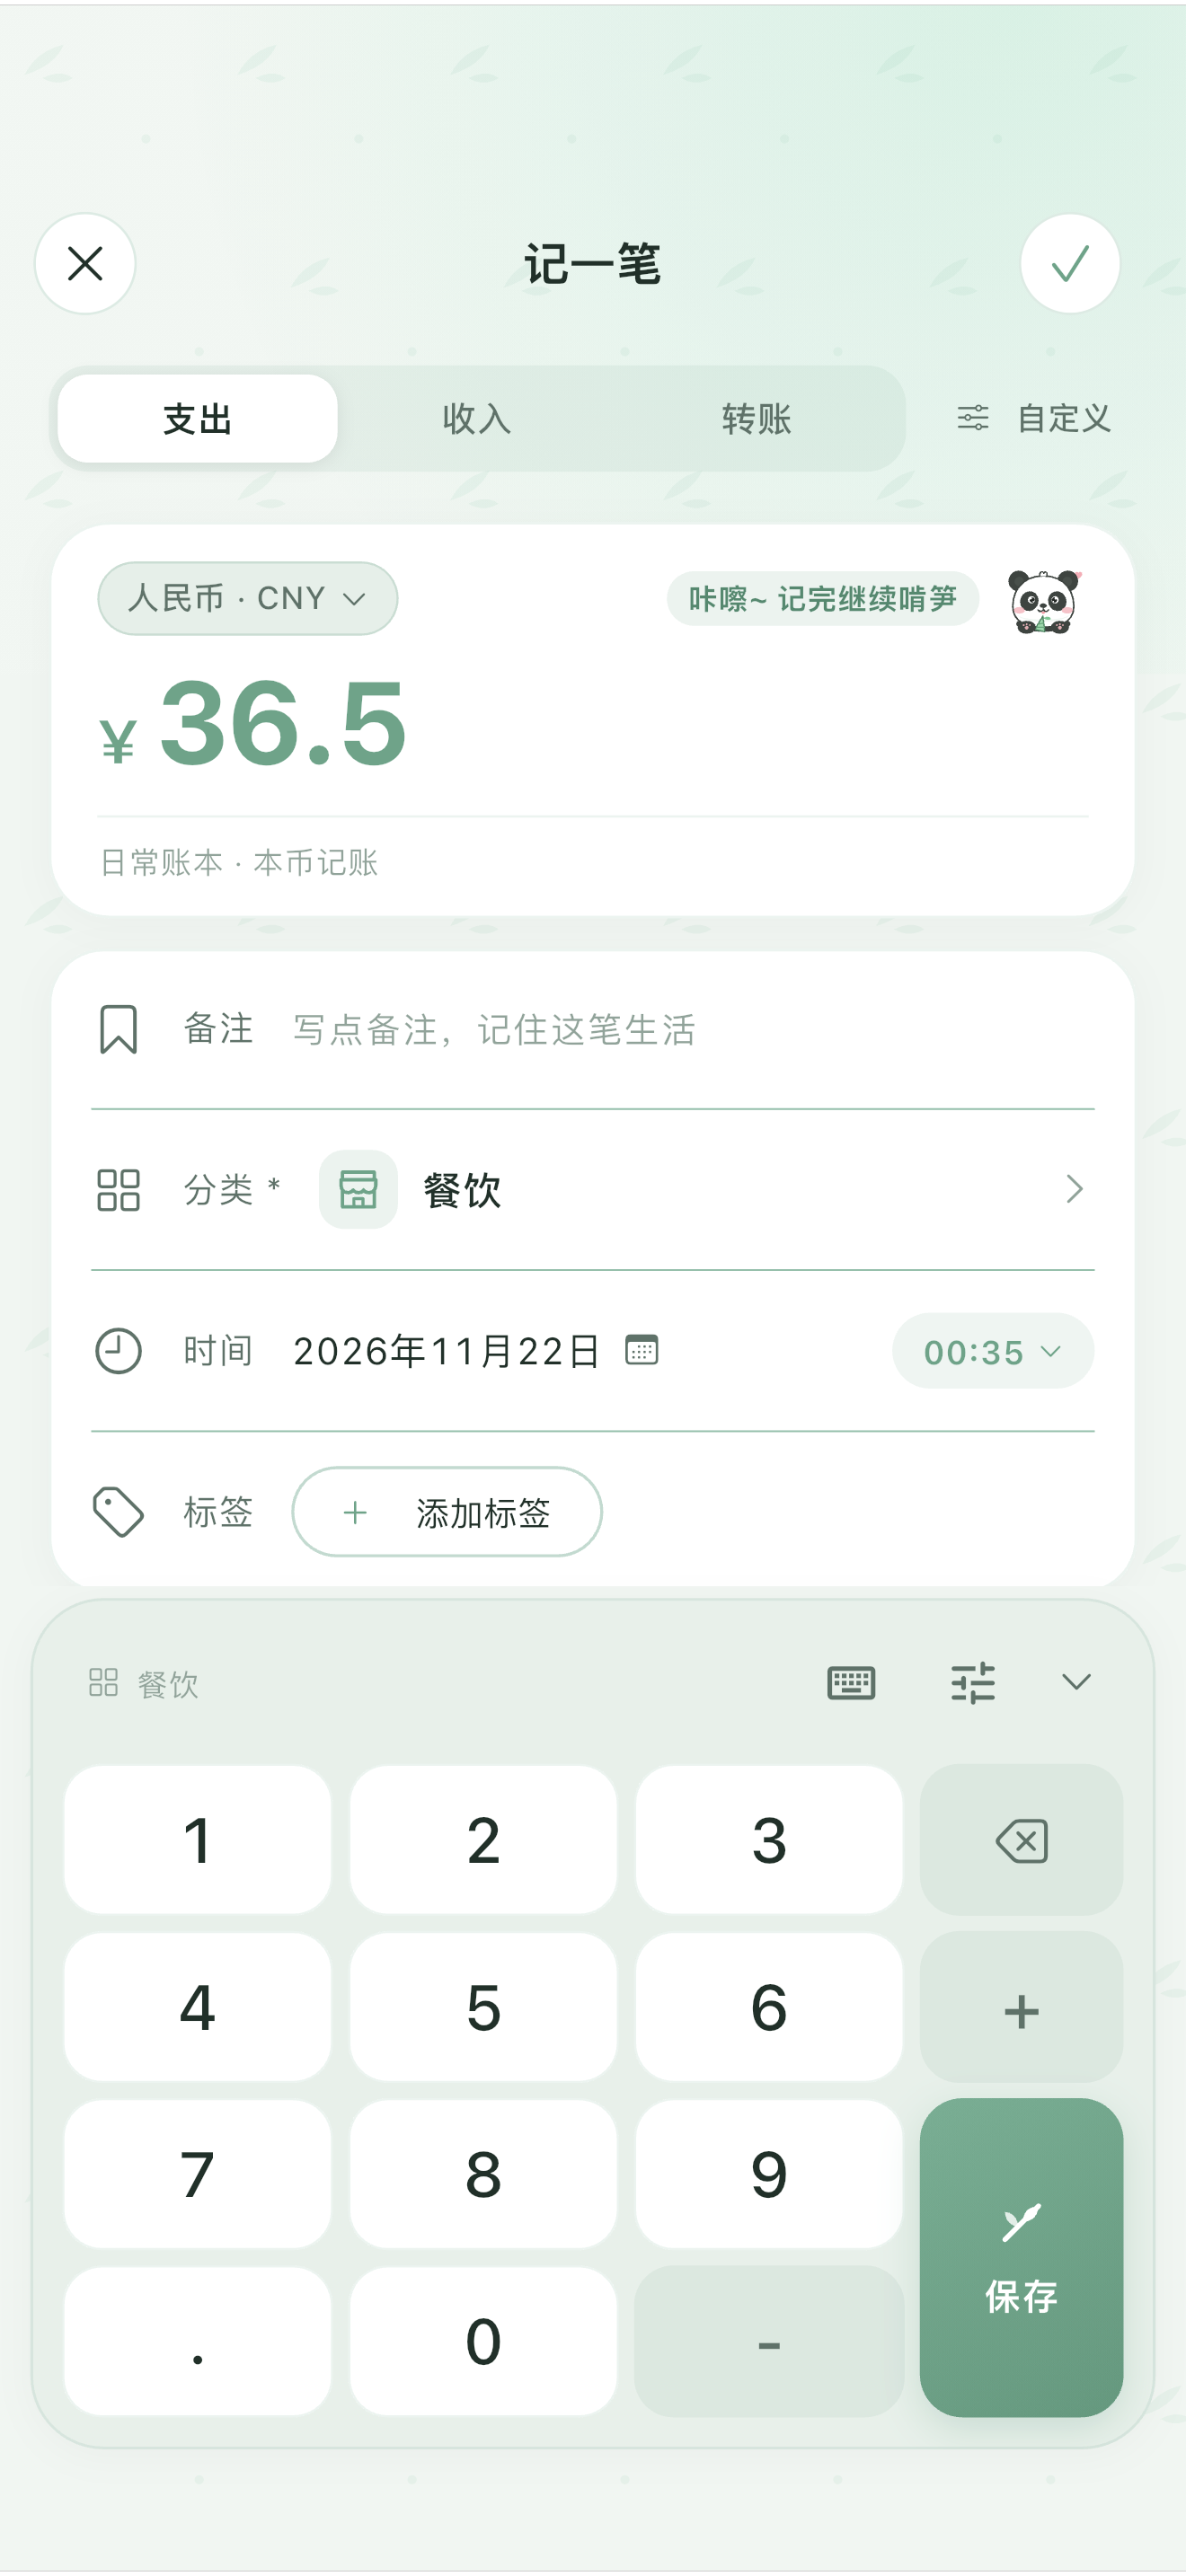 记一笔
支出 收入 转账 自定义
人民币 · CNY 咔嚓~ 记完继续啃笋
¥ 36.5
日常账本 · 本币记账
备注 写点备注，记住这笔生活
分类 * 餐饮
时间 2026年11月22日 00:35
标签 + 添加标签
餐饮
1 2 3
4 5 6 +
7 8 9
保存
. 0 -